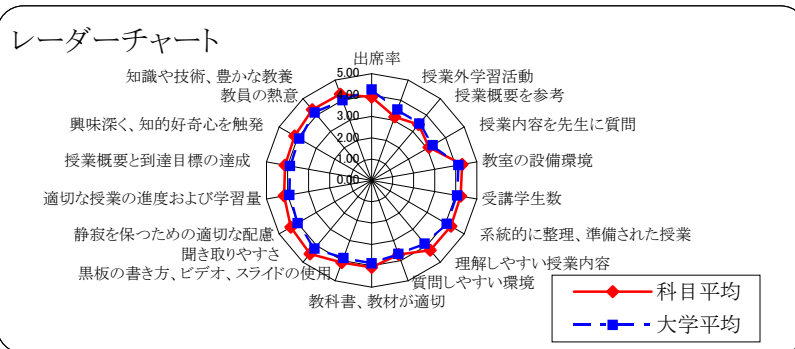 レーダーチャート
出席率
授業外学習活動
授業概要を参考
授業内容を先生に質問
教室の設備環境
受講学生数
系統的に整理、準備された授業
理解しやすい授業内容
質問しやすい環境
教科書、教材が適切
黒板の書き方、ビデオ、スライドの使用
聞き取りやすさ
静寂を保つための適切な配慮
適切な授業の進度および学習量
授業概要と到達目標の達成
興味深く、知的好奇心を触発
教員の熱意
知識や技術、豊かな教養
5.00
4.00
3.00
2.00
1.00
0.00
科目平均
大学平均